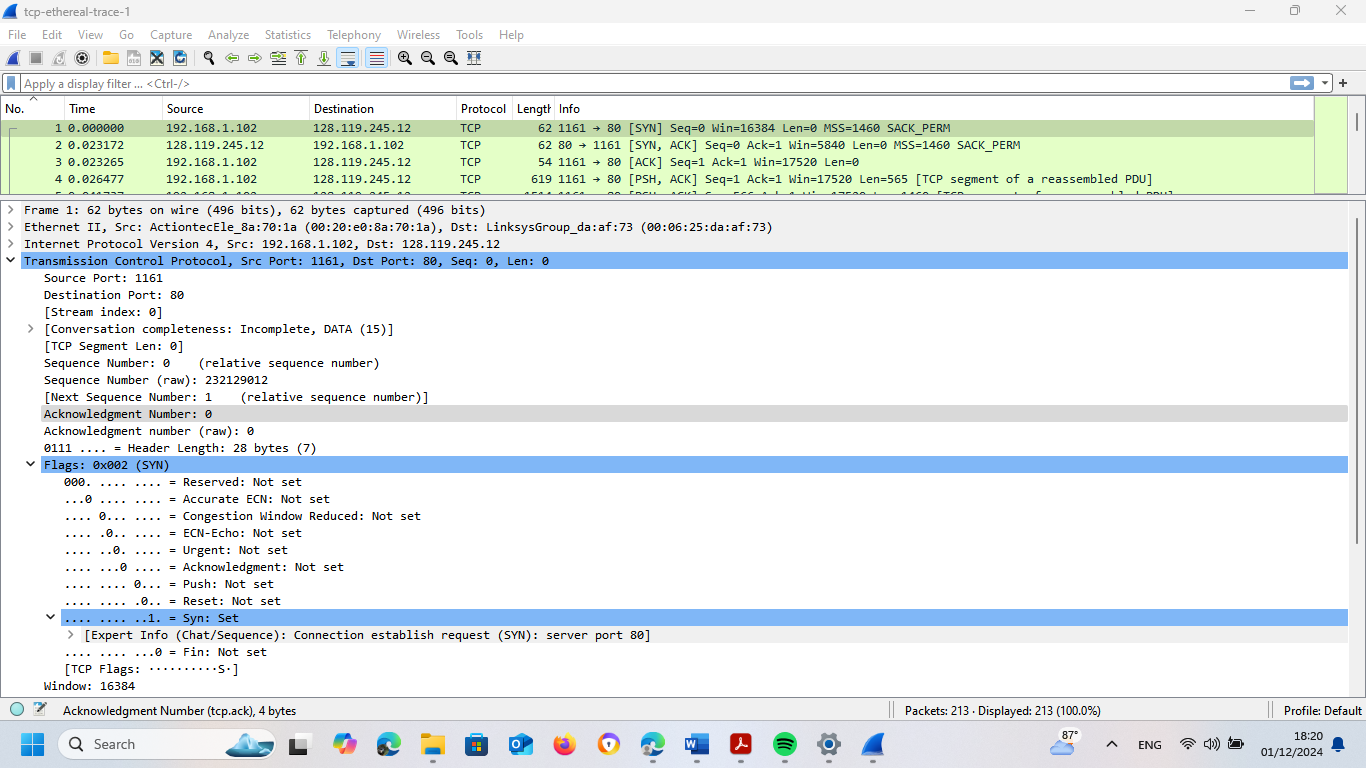 tcp-ethereal-trace-1
File Edit View Go Capture Analyze Statistics Telephony Wireless Tools Help
Apply a display filter ... <Ctrl-/>
No. Time Source Destination Protocol Length Info
1 0.000000 192.168.1.102 128.119.245.12 TCP 62 1161 → 80 [SYN] Seq=0 Win=16384 Len=0 MSS=1460 SACK_PERM
2 0.023172 128.119.245.12 192.168.1.102 TCP 62 80 → 1161 [SYN, ACK] Seq=0 Ack=1 Win=5840 Len=0 MSS=1460 SACK_PERM
3 0.023265 192.168.1.102 128.119.245.12 TCP 54 1161 → 80 [ACK] Seq=1 Ack=1 Win=17520 Len=0
4 0.026477 192.168.1.102 128.119.245.12 TCP 619 1161 → 80 [PSH, ACK] Seq=1 Ack=1 Win=17520 Len=565 [TCP segment of a reassembled PDU]
Frame 1: 62 bytes on wire (496 bits), 62 bytes captured (496 bits)
Ethernet II, Src: ActiontecEle_8a:70:1a (00:20:e0:8a:70:1a), Dst: LinksysGroup_da:af:73 (00:06:25:da:af:73)
Internet Protocol Version 4, Src: 192.168.1.102, Dst: 128.119.245.12
Transmission Control Protocol, Src Port: 1161, Dst Port: 80, Seq: 0, Len: 0
Source Port: 1161
Destination Port: 80
[Stream index: 0]
[Conversation completeness: Incomplete, DATA (15)]
[TCP Segment Len: 0]
Sequence Number: 0 (relative sequence number)
Sequence Number (raw): 232129012
[Next Sequence Number: 1 (relative sequence number)]
Acknowledgment Number: 0
Acknowledgment number (raw): 0
0111 .... = Header Length: 28 bytes (7)
Flags: 0x002 (SYN)
000. .... .... = Reserved: Not set
...0 .... .... = Accurate ECN: Not set
.... 0... .... = Congestion Window Reduced: Not set
.... .0.. .... = ECN-Echo: Not set
.... ..0. .... = Urgent: Not set
.... ...0 .... = Acknowledgment: Not set
.... .... 0... = Push: Not set
.... .... .0.. = Reset: Not set
.... .... ..1. = Syn: Set
[Expert Info (Chat/Sequence): Connection establish request (SYN): server port 80]
.... .... ...0 = Fin: Not set
[TCP Flags: ··········S·]
Window: 16384
Acknowledgment Number (tcp.ack), 4 bytes Packets: 213 · Displayed: 213 (100.0%) Profile: Default
Search 87° ENG 18:20
01/12/2024